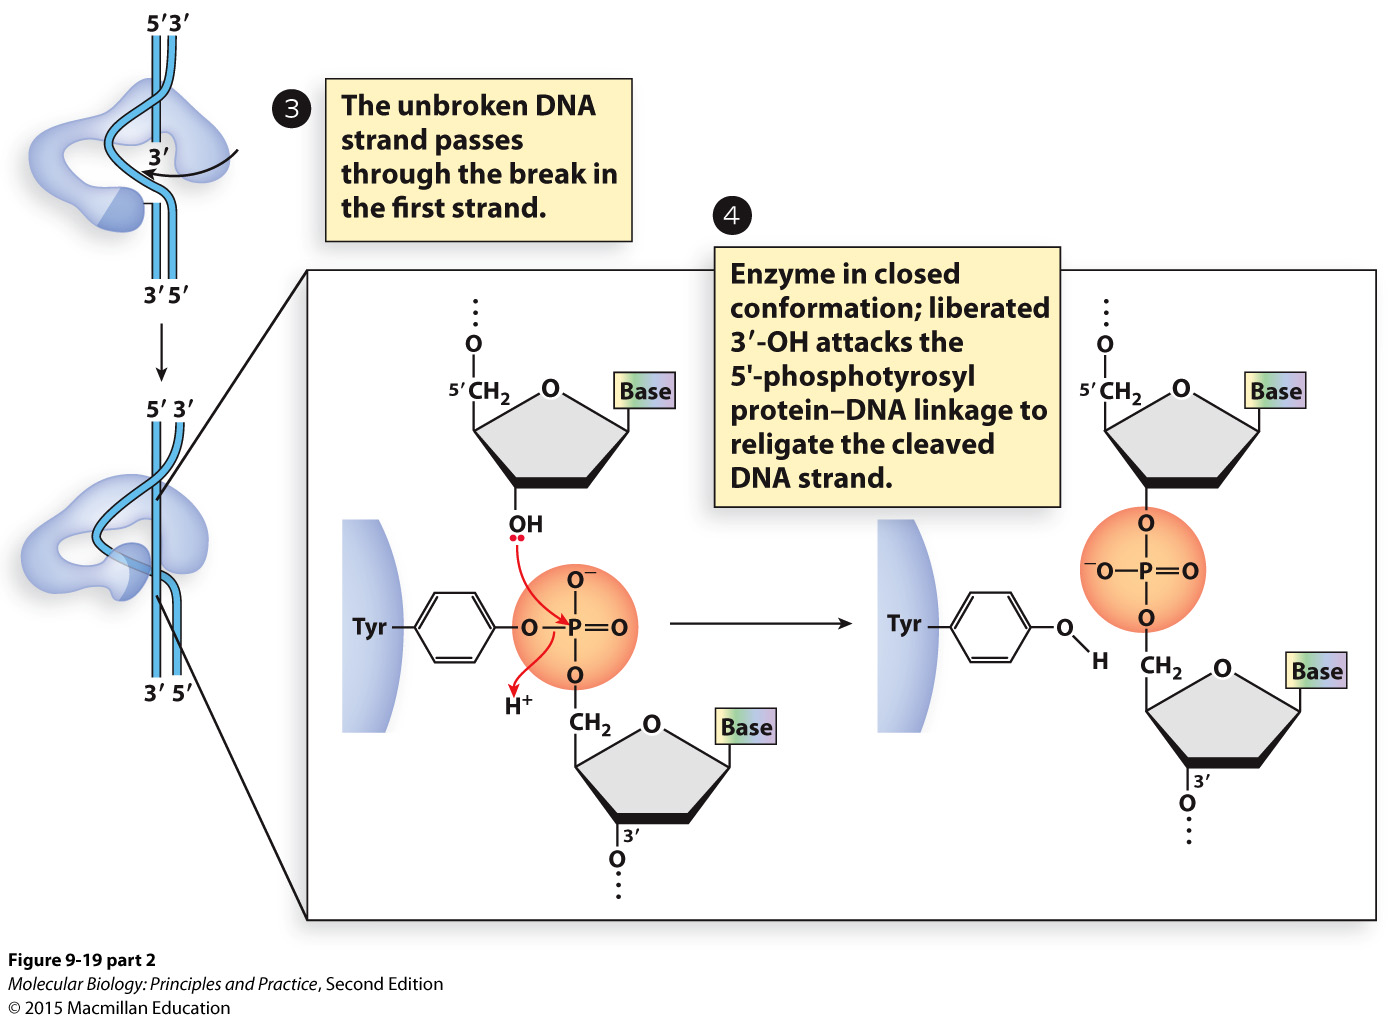 5′3′
3
The unbroken DNA
strand passes
through the break in
the first strand.
3′
3′5′
4
Enzyme in closed
conformation; liberated
3′-OH attacks the
5'-phosphotyrosyl
protein–DNA linkage to
religate the cleaved
DNA strand.
5′ 3′
3′ 5′
O
5′CH₂
O
Base
OH
Tyr
O
P
O⁻
O
O
H⁺
CH₂
O
Base
3′
O
O
5′CH₂
O
Base
O
⁻O
P
O
O
Tyr
O
H
CH₂
O
Base
3′
O
Figure 9-19 part 2
Molecular Biology: Principles and Practice, Second Edition
© 2015 Macmillan Education